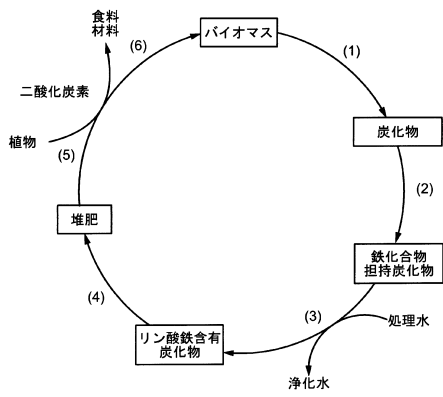 食料
材料
(6)
バイオマス
(1)
二酸化炭素
炭化物
植物
(5)
(2)
堆肥
鉄化合物
担持炭化物
(4)
(3)
処理水
リン酸鉄含有
炭化物
浄化水